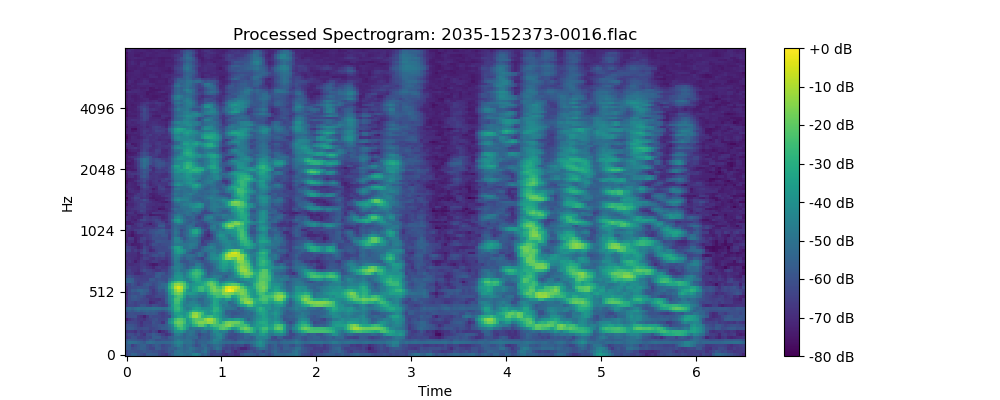 Processed Spectrogram: 2035-152373-0016.flac
+0 dB
4096
-10 dB
-20 dB
2048
-30 dB
Hz
-40 dB
1024
-50 dB
512
-60 dB
-70 dB
0
-80 dB
0 1 2 3 4 5 6
Time